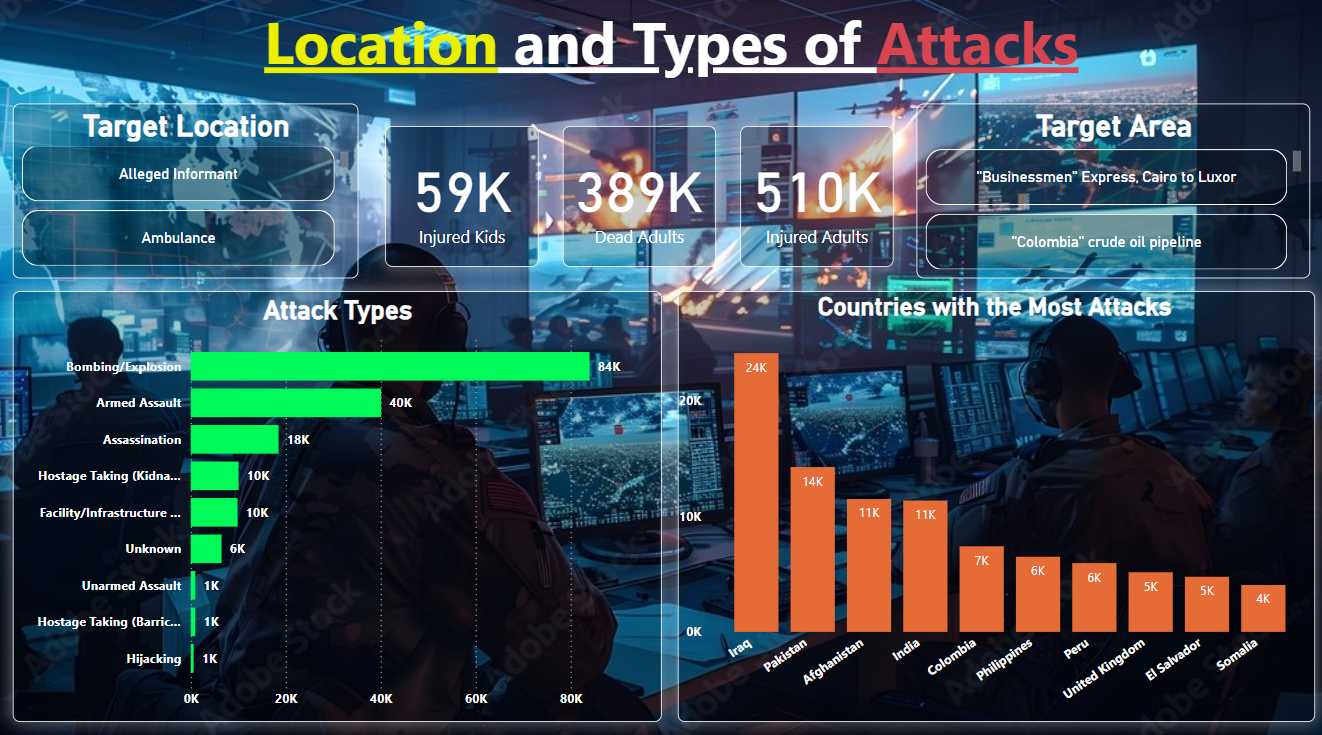 Location and Types of Attacks
Target Location
Alleged Informant
Ambulance
59K
Injured Kids
389K
Dead Adults
510K
Injured Adults
Target Area
"Businessmen" Express, Cairo to Luxor
"Colombia" crude oil pipeline
Attack Types
Bombing/Explosion
84K
Armed Assault
40K
Assassination
18K
Hostage Taking (Kidna...
10K
Facility/Infrastructure ...
10K
Unknown
6K
Unarmed Assault
1K
Hostage Taking (Barric...
1K
Hijacking
1K
0K
20K
40K
60K
80K
Countries with the Most Attacks
20K
10K
0K
24K
14K
11K
11K
7K
6K
6K
5K
5K
4K
Iraq
Pakistan
Afghanistan
India
Colombia
Philippines
Peru
United Kingdom
El Salvador
Somalia
Adobe Stock